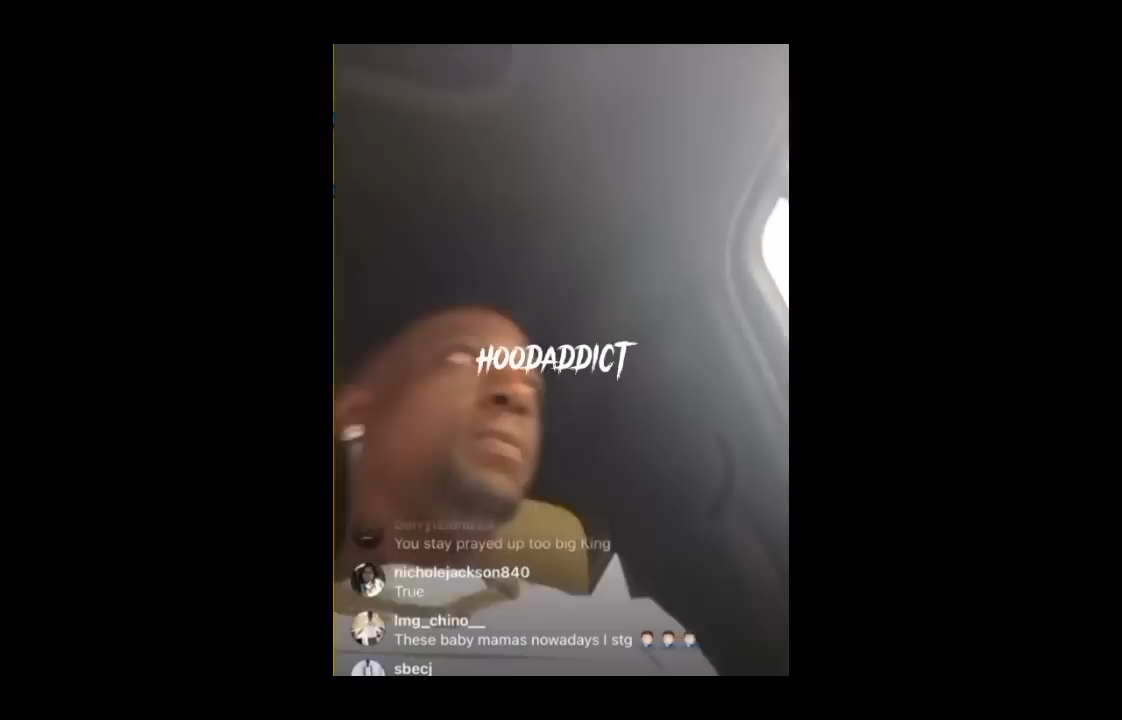 HOODADDICT
You stay prayed up too big King
nicholejackson840
True
lmg_chino__
These baby mamas nowadays I stg 🤦🏻‍♂️🤦🏻‍♂️🤦🏻‍♂️
sbecj